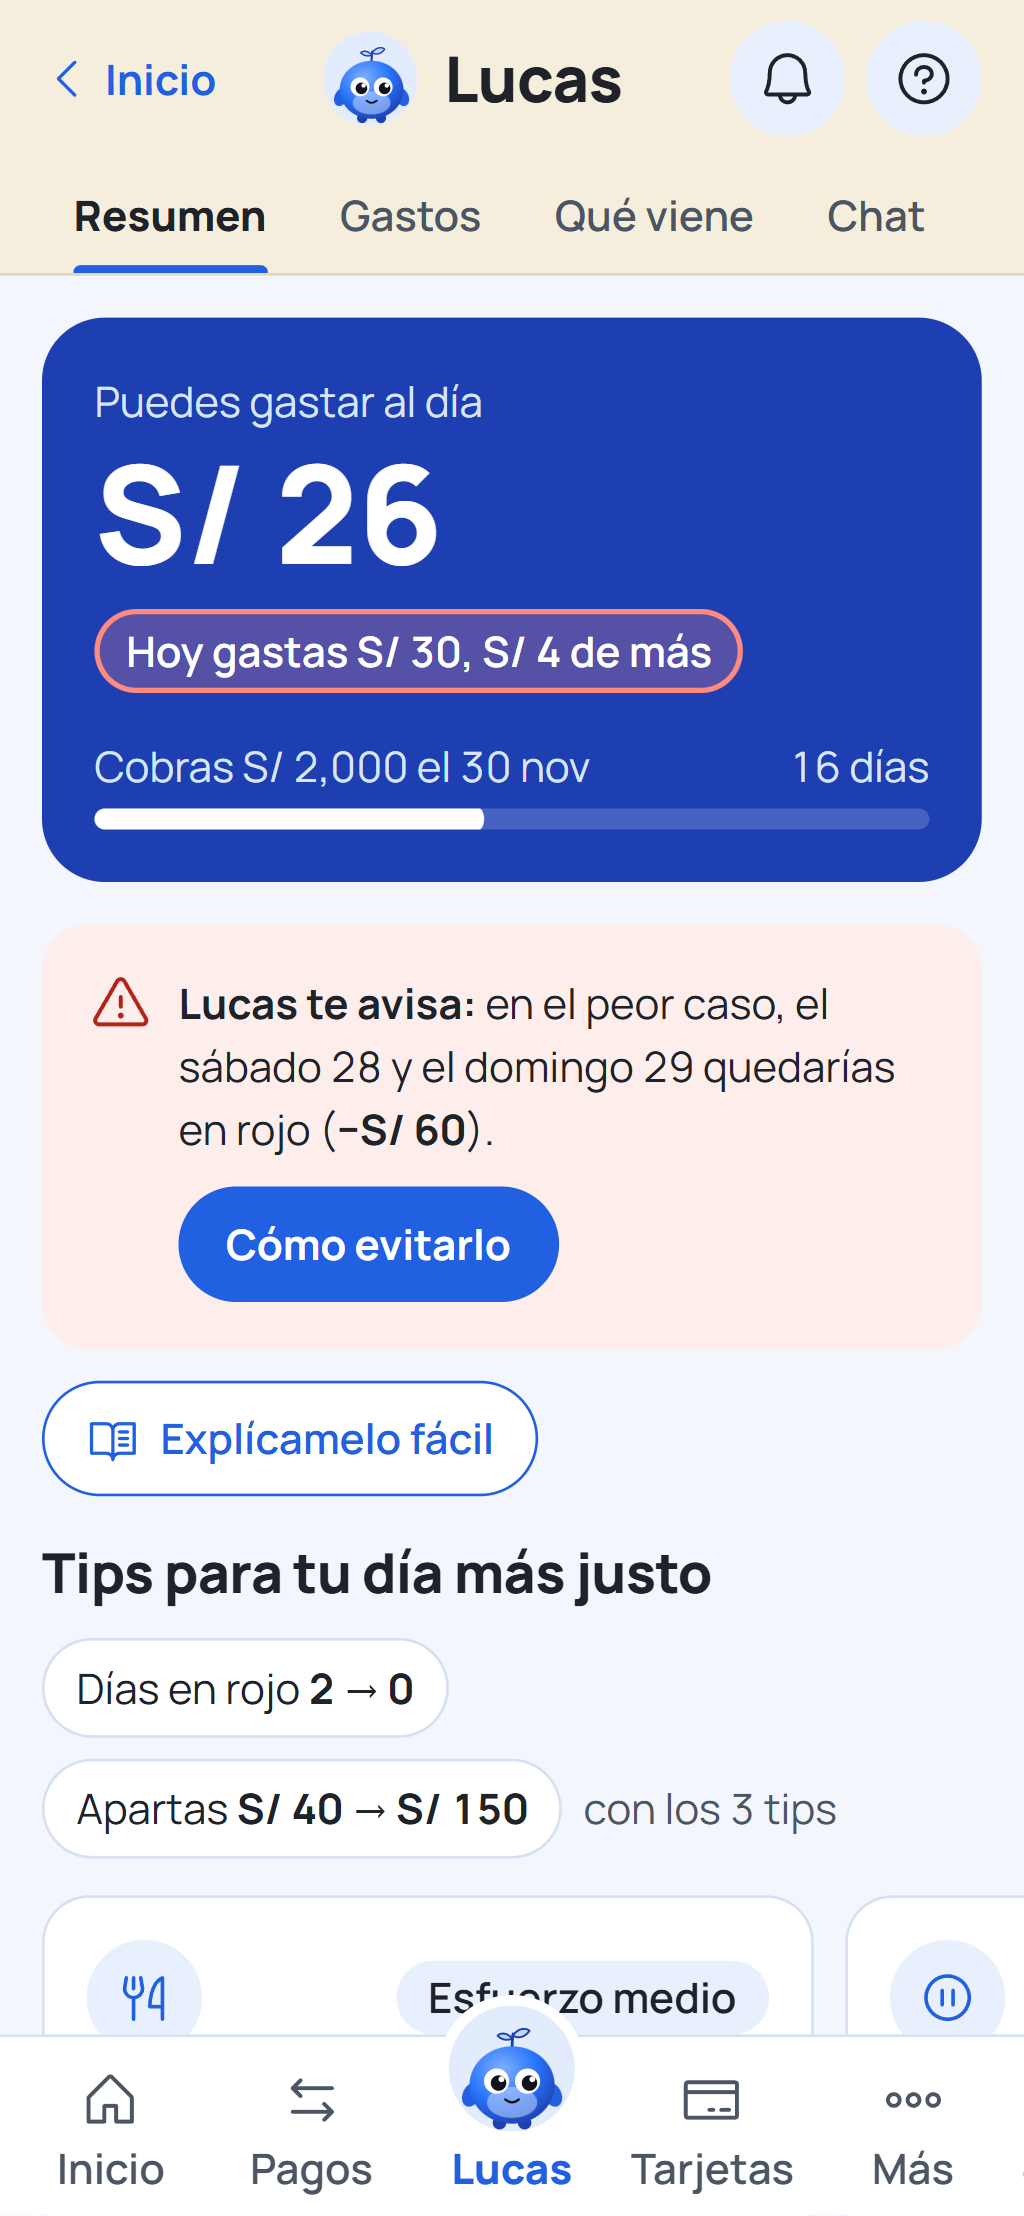 Inicio
Lucas
Resumen
Gastos
Qué viene
Chat
Puedes gastar al día
S/ 26
Hoy gastas S/ 30, S/ 4 de más
Cobras S/ 2,000 el 30 nov
16 días
Lucas te avisa: en el peor caso, el
sábado 28 y el domingo 29 quedarías
en rojo (−S/ 60).
Cómo evitarlo
Explícamelo fácil
Tips para tu día más justo
Días en rojo 2 → 0
Apartas S/ 40 → S/ 150
con los 3 tips
Esfuerzo medio
Inicio
Pagos
Lucas
Tarjetas
Más